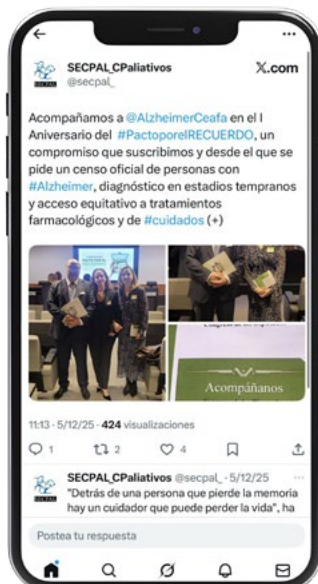 SECPAL_CPaliativos
@secpal_
X.com
SECPAL
Acompañamos a @AlzheimerCeafa en el I
Aniversario del #PactoporelRECUERDO, un
compromiso que suscribimos y desde el que se
pide un censo oficial de personas con
#Alzheimer, diagnóstico en estadios tempranos
y acceso equitativo a tratamientos
farmacológicos y de #cuidados (+)
Acompáñanos
11:13 · 5/12/25 · 424 visualizaciones
1 2 4
SECPAL_CPaliativos @secpal_ · 5/12/25
"Detrás de una persona que pierde la memoria
hay un cuidador que puede perder la vida", ha
SECPAL
Postea tu respuesta